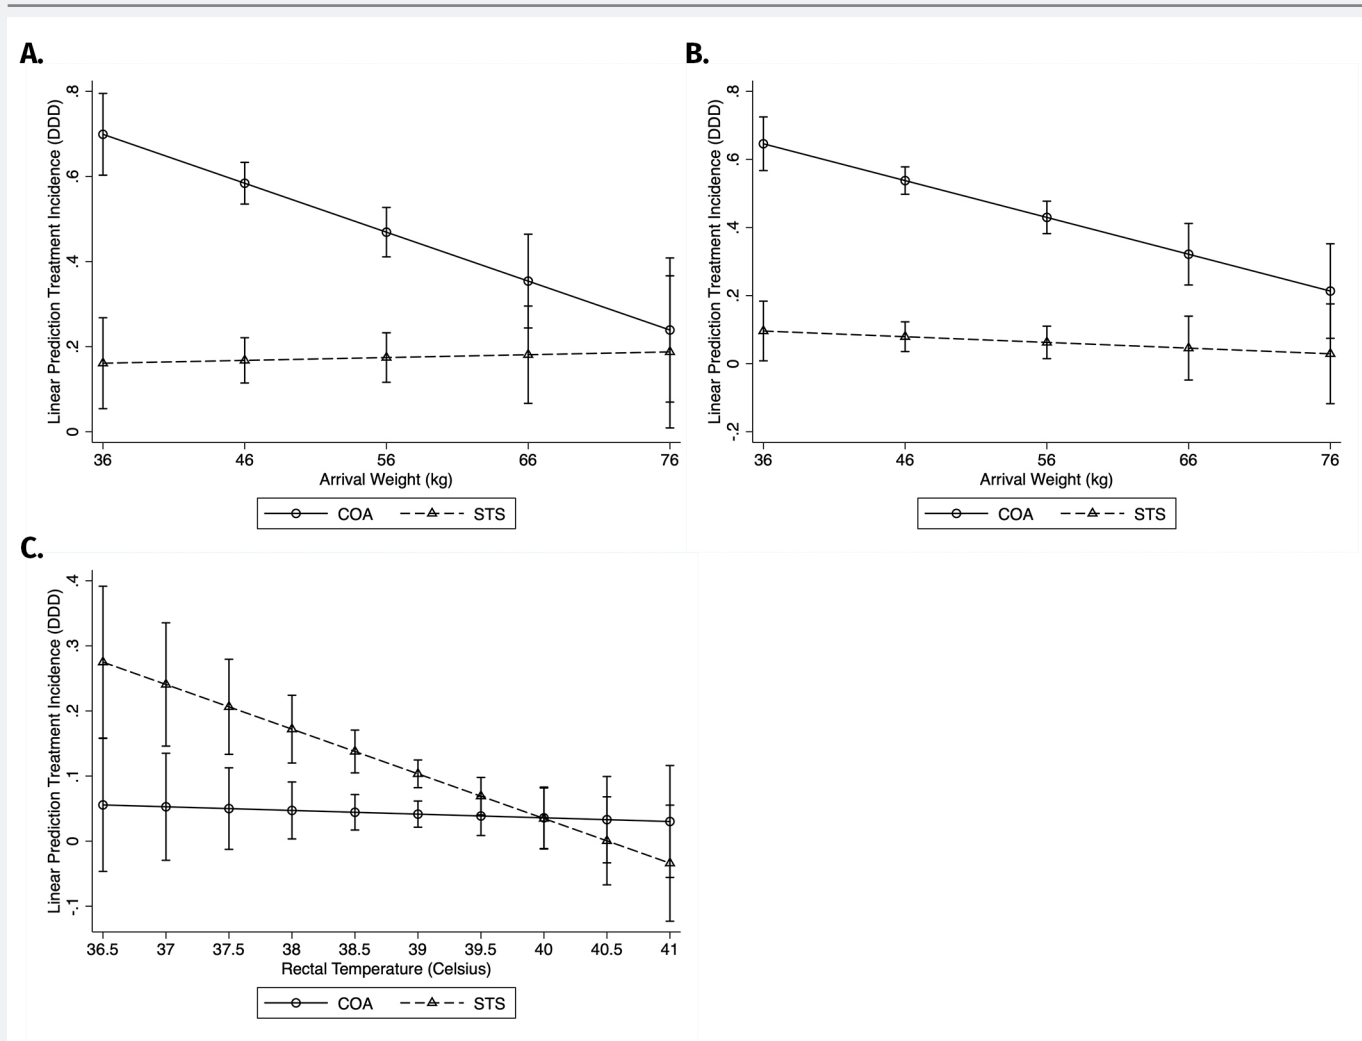 A.
Linear Prediction Treatment Incidence (DDD)
.8
.6
.4
.2
0
36 46 56 66 76
Arrival Weight (kg)
COA STS
B.
Linear Prediction Treatment Incidence (DDD)
.8
.6
.4
.2
0
-.2
36 46 56 66 76
Arrival Weight (kg)
COA STS
C.
Linear Prediction Treatment Incidence (DDD)
.4
.3
.2
.1
0
-.1
36.5 37 37.5 38 38.5 39 39.5 40 40.5 41
Rectal Temperature (Celsius)
COA STS